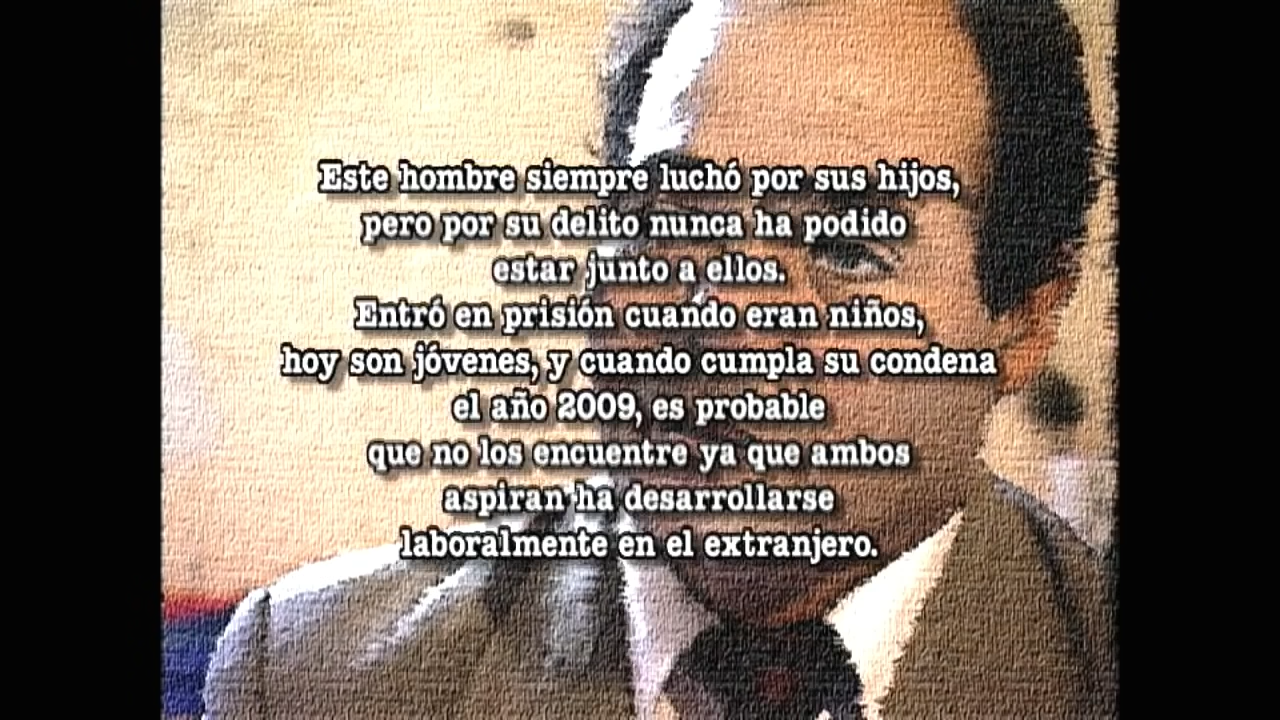 Este hombre siempre luchó por sus hijos,
pero por su delito nunca ha podido
estar junto a ellos.
Entró en prisión cuando eran niños,
hoy son jóvenes, y cuando cumpla su condena
el año 2009, es probable
que no los encuentre ya que ambos
aspiran ha desarrollarse
laboralmente en el extranjero.